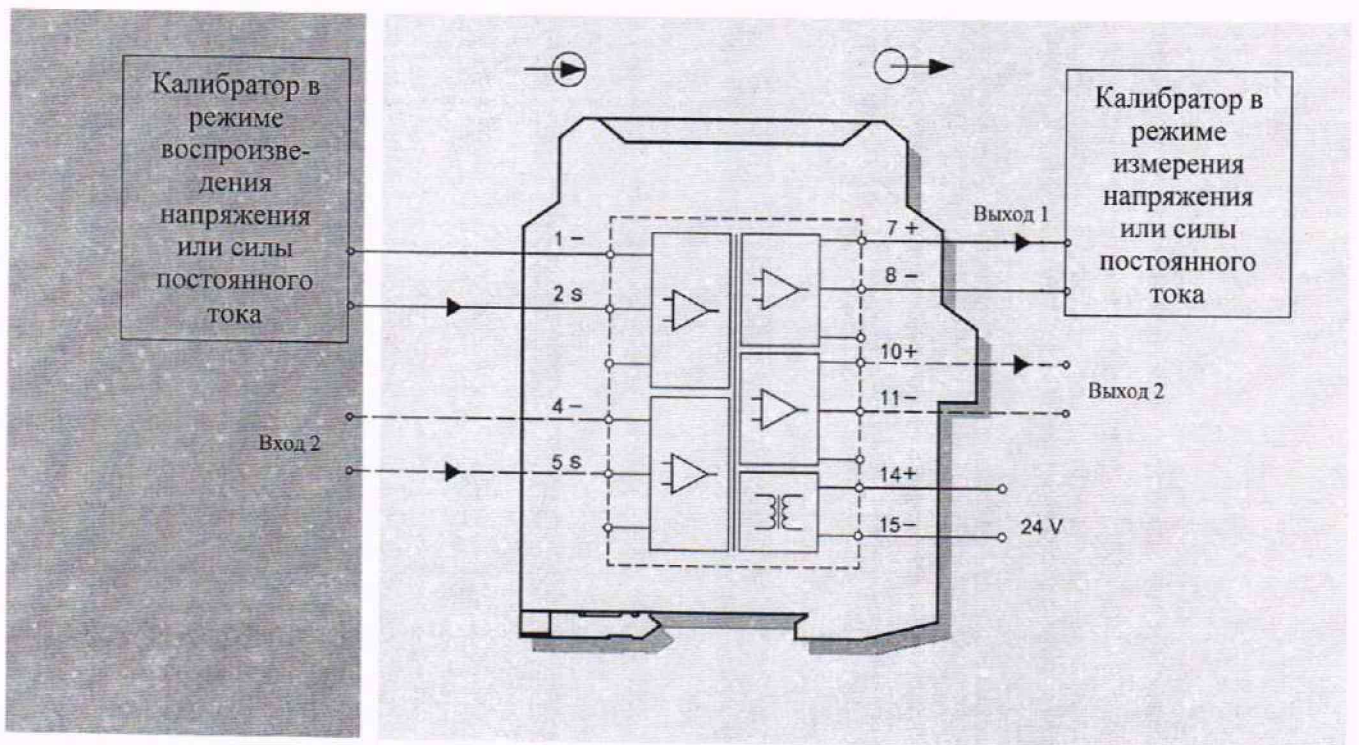 Калибратор в
режиме
воспроизве-
дения
напряжения
или силы
постоянного
тока
Вход 2
1 –
2 s
4 –
5 s
7 +
8 -
10+
11-
14+
15–
Выход 1
Выход 2
24 V
Калибратор в
режиме
измерения
напряжения
или силы
постоянного
тока